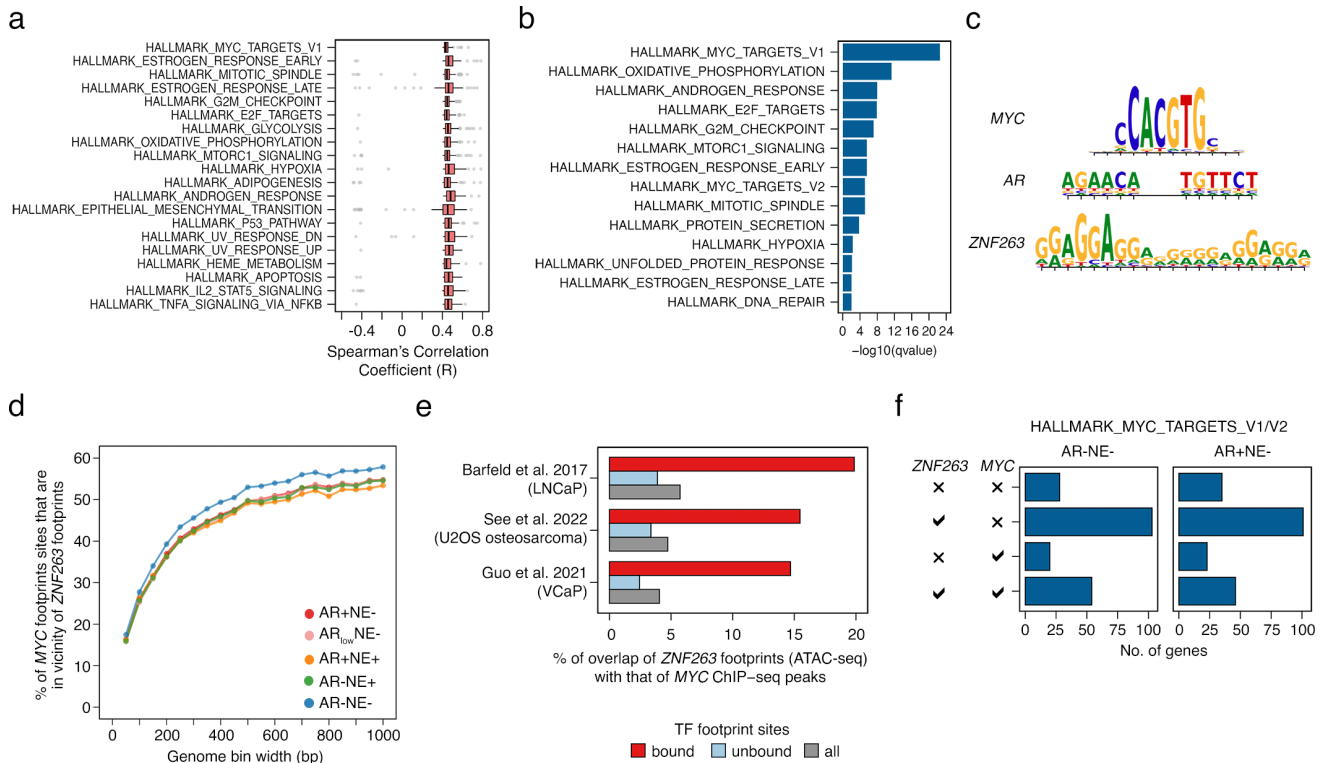 a
HALLMARK_MYC_TARGETS_V1
HALLMARK_ESTROGEN_RESPONSE_EARLY
HALLMARK_MITOTIC_SPINDLE
HALLMARK_ESTROGEN_RESPONSE_LATE
HALLMARK_G2M_CHECKPOINT
HALLMARK_E2F_TARGETS
HALLMARK_GLYCOLYSIS
HALLMARK_OXIDATIVE_PHOSPHORYLATION
HALLMARK_MTORC1_SIGNALING
HALLMARK_HYPOXIA
HALLMARK_ADIPOGENESIS
HALLMARK_ANDROGEN_RESPONSE
HALLMARK_EPITHELIAL_MESENCHYMAL_TRANSITION
HALLMARK_P53_PATHWAY
HALLMARK_UV_RESPONSE_DN
HALLMARK_UV_RESPONSE_UP
HALLMARK_HEME_METABOLISM
HALLMARK_APOPTOSIS
HALLMARK_IL2_STAT5_SIGNALING
HALLMARK_TNFA_SIGNALING_VIA_NFKB
-0.4 0 0.4 0.8
Spearman's Correlation
Coefficient (R)
b
HALLMARK_MYC_TARGETS_V1
HALLMARK_OXIDATIVE_PHOSPHORYLATION
HALLMARK_ANDROGEN_RESPONSE
HALLMARK_E2F_TARGETS
HALLMARK_G2M_CHECKPOINT
HALLMARK_MTORC1_SIGNALING
HALLMARK_ESTROGEN_RESPONSE_EARLY
HALLMARK_MYC_TARGETS_V2
HALLMARK_MITOTIC_SPINDLE
HALLMARK_PROTEIN_SECRETION
HALLMARK_HYPOXIA
HALLMARK_UNFOLDED_PROTEIN_RESPONSE
HALLMARK_ESTROGEN_RESPONSE_LATE
HALLMARK_DNA_REPAIR
0 4 8 12 16 20 24
−log10(qvalue)
c
MYC
CCACGTGC
AR
AGAACA TGTTCT
ZNF263
GGAGGAGGAGGGGGAGGAGGA
d
% of MYC footprints sites that are
in vicinity of ZNF263 footprints
60
50
40
30
20
10
0
AR+NE-
ARlowNE-
AR+NE+
AR-NE+
AR-NE-
0 200 400 600 800 1000
Genome bin width (bp)
e
Barfeld et al. 2017
(LNCaP)
See et al. 2022
(U2OS osteosarcoma)
Guo et al. 2021
(VCaP)
0 5 10 15 20
% of overlap of ZNF263 footprints (ATAC-seq)
with that of MYC ChIP−seq peaks
TF footprint sites
bound unbound all
f
HALLMARK_MYC_TARGETS_V1/V2
ZNF263 MYC AR-NE- AR+NE-
0 25 50 75 100 0 25 50 75 100
No. of genes